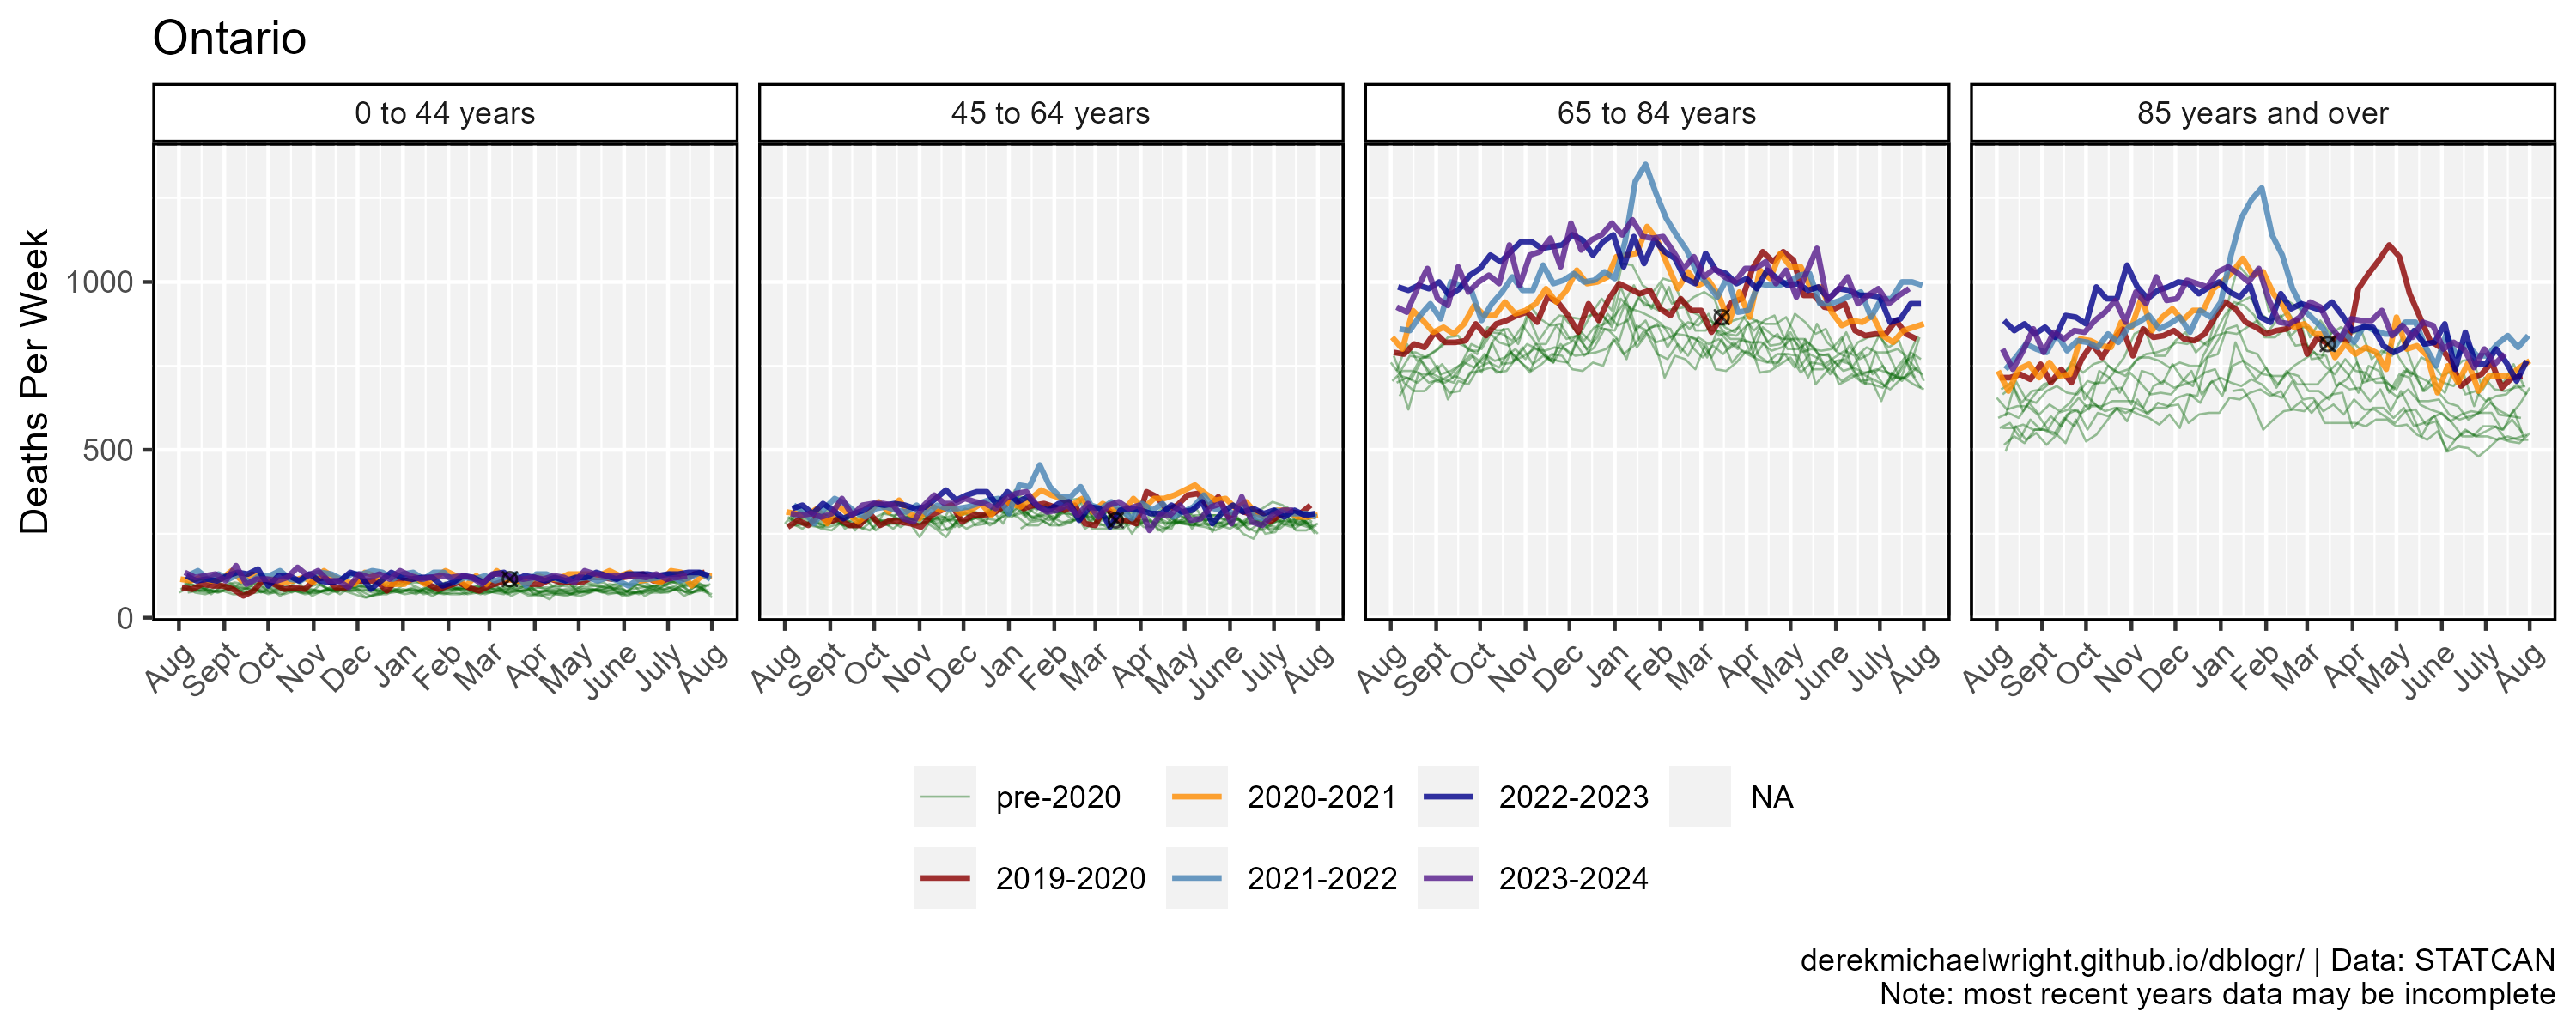 Ontario
0 to 44 years
45 to 64 years
65 to 84 years
85 years and over
Deaths Per Week
1000
500
0
Aug Sept Oct Nov Dec Jan Feb Mar Apr May June July Aug
Aug Sept Oct Nov Dec Jan Feb Mar Apr May June July Aug
Aug Sept Oct Nov Dec Jan Feb Mar Apr May June July Aug
Aug Sept Oct Nov Dec Jan Feb Mar Apr May June July Aug
pre-2020 2020-2021 2022-2023 NA
2019-2020 2021-2022 2023-2024
derekmichaelwright.github.io/dblogr/ | Data: STATCAN
Note: most recent years data may be incomplete